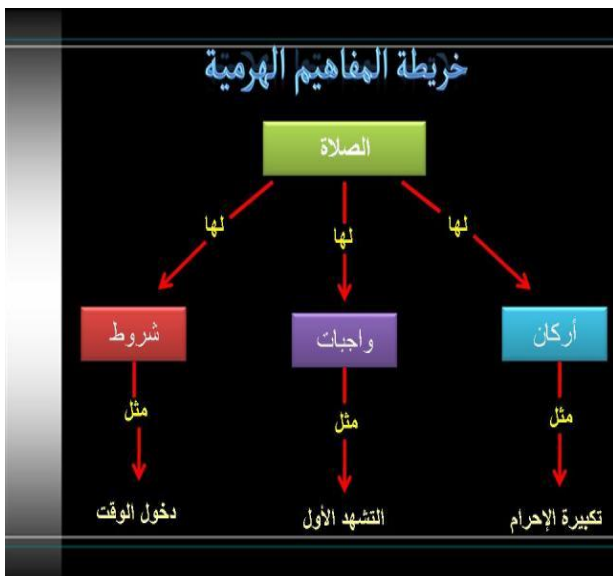 خريطة المفاهيم الهرمية
الصلاة
لها لها لها
أركان واجبات شروط
مثل مثل مثل
تكبيرة الإحرام التشهد الأول دخول الوقت